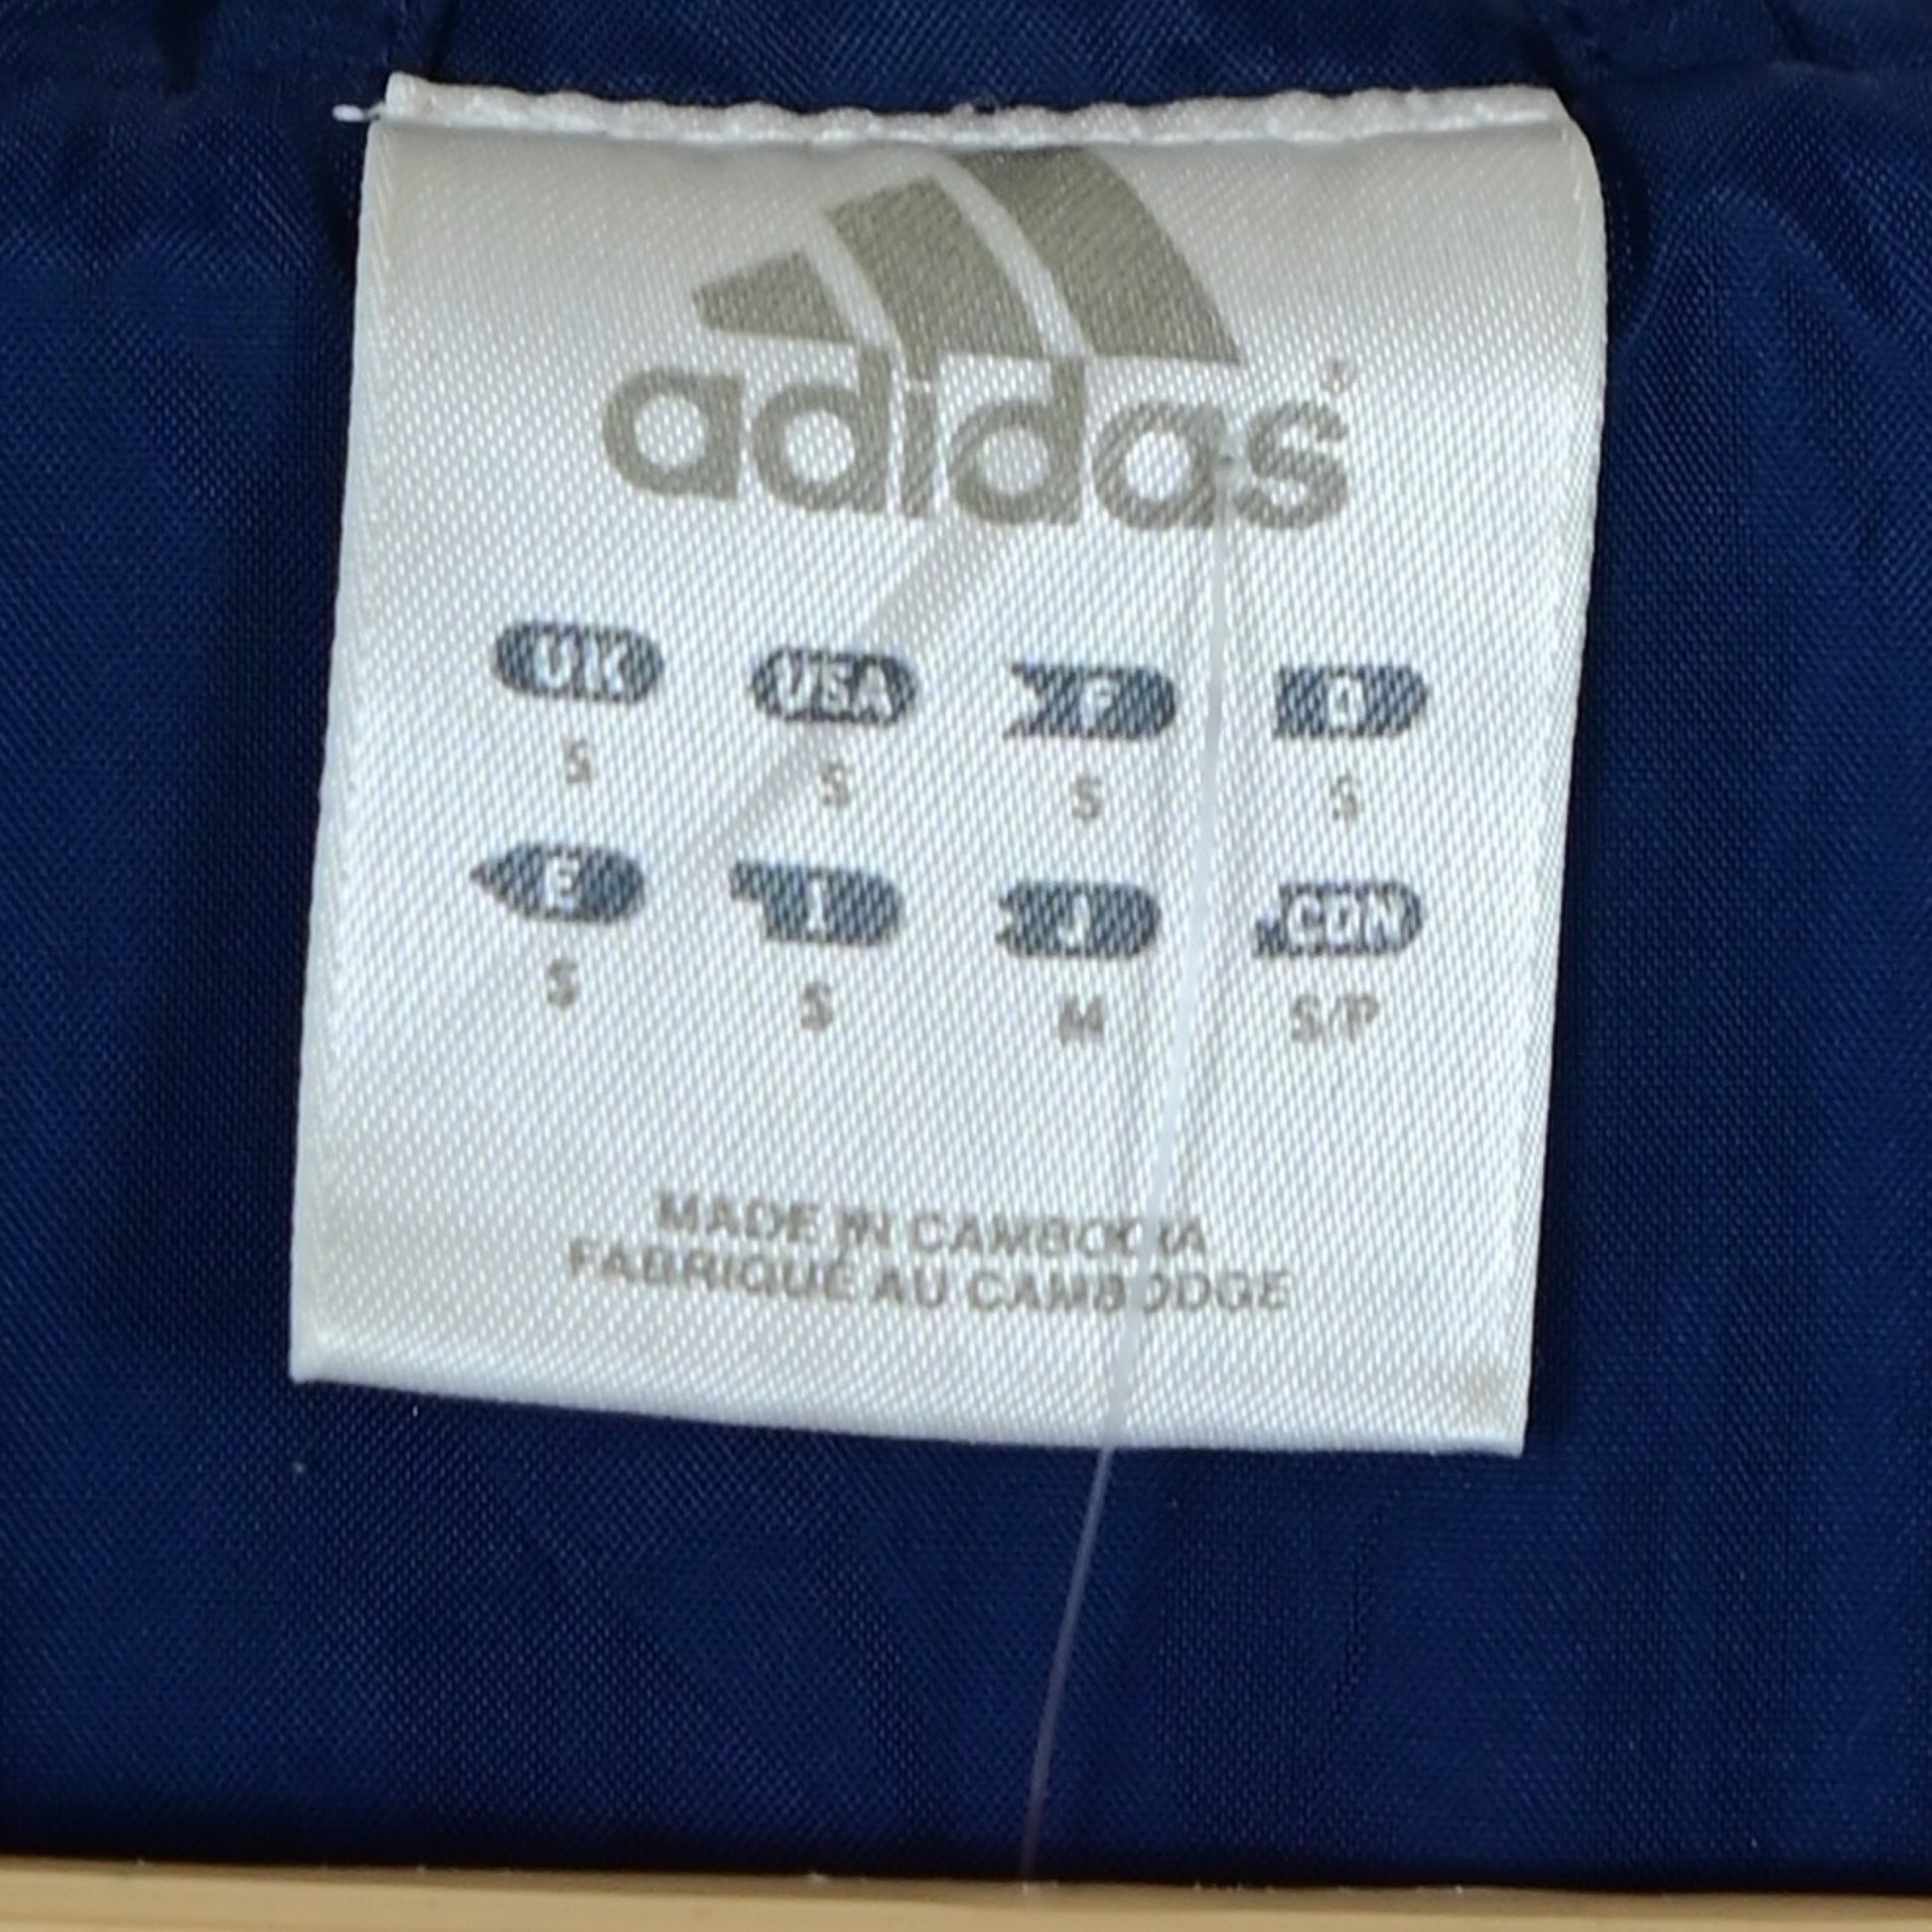 adidas®
UK USA F D
S S S S
E I J CDN
S S M S/P
MADE IN CAMBODIA
FABRIQUÉ AU CAMBODGE